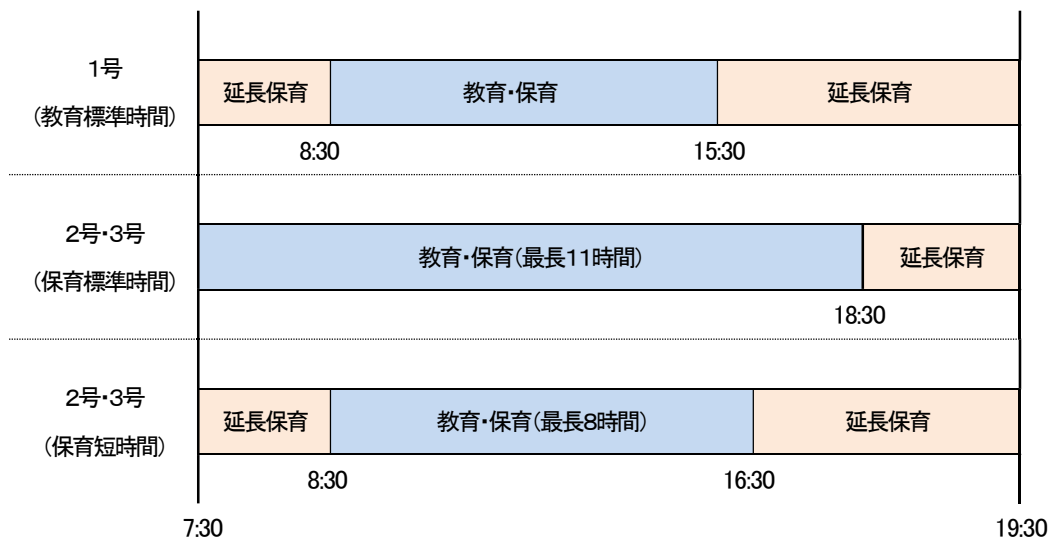 1号
(教育標準時間)
延長保育
教育・保育
延長保育
8:30
15:30
2号・3号
(保育標準時間)
教育・保育(最長11時間)
延長保育
18:30
2号・3号
(保育短時間)
延長保育
教育・保育(最長8時間)
延長保育
8:30
16:30
7:30
19:30